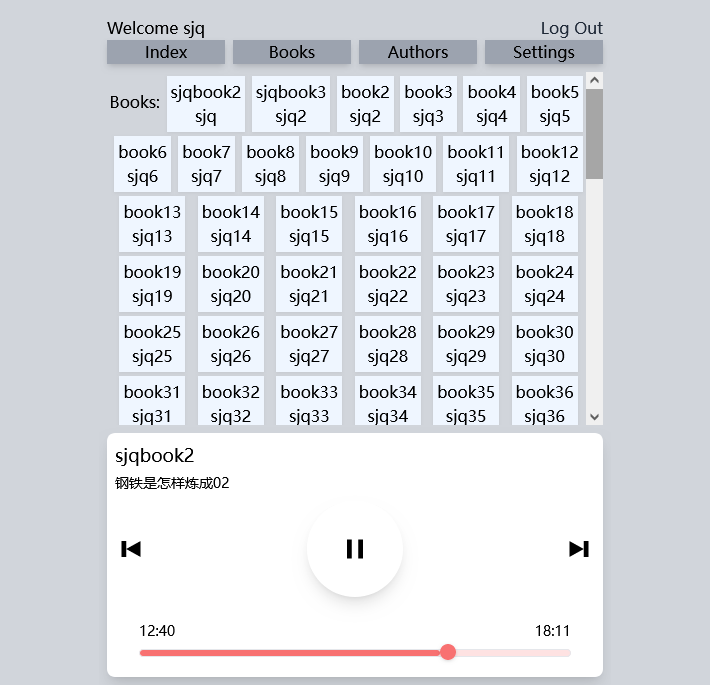 Welcome sjq Log Out
Index Books Authors Settings
Books: sjqbook2 sjqbook3 book2 book3 book4 book5
sjq sjq2 sjq2 sjq3 sjq4 sjq5
book6 book7 book8 book9 book10 book11 book12
sjq6 sjq7 sjq8 sjq9 sjq10 sjq11 sjq12
book13 book14 book15 book16 book17 book18
sjq13 sjq14 sjq15 sjq16 sjq17 sjq18
book19 book20 book21 book22 book23 book24
sjq19 sjq20 sjq21 sjq22 sjq23 sjq24
book25 book26 book27 book28 book29 book30
sjq25 sjq26 sjq27 sjq28 sjq29 sjq30
book31 book32 book33 book34 book35 book36
sjq31 sjq32 sjq33 sjq34 sjq35 sjq36
sjqbook2
钢铁是怎样炼成02
12:40 18:11